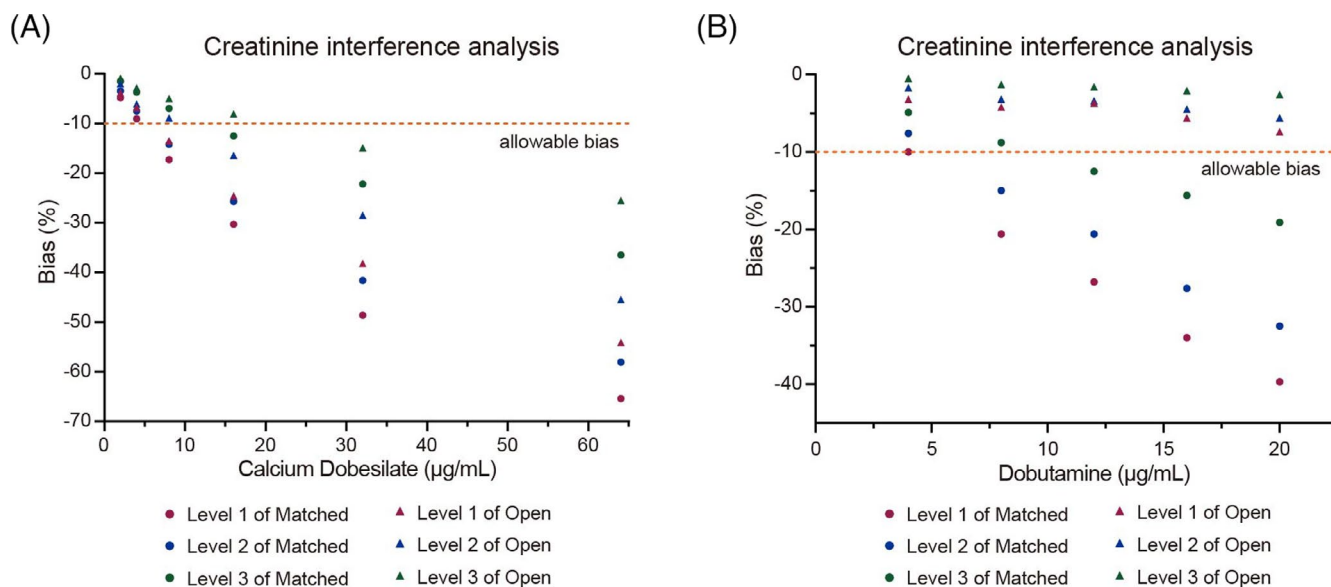 (A)
Creatinine interference analysis
0
-10
-20
-30
-40
-50
-60
-70
Bias (%)
allowable bias
0 10 20 30 40 50 60
Calcium Dobesilate (µg/mL)
Level 1 of Matched
Level 1 of Open
Level 2 of Matched
Level 2 of Open
Level 3 of Matched
Level 3 of Open
(B)
Creatinine interference analysis
0
-10
-20
-30
-40
Bias (%)
allowable bias
0 5 10 15 20
Dobutamine (µg/mL)
Level 1 of Matched
Level 1 of Open
Level 2 of Matched
Level 2 of Open
Level 3 of Matched
Level 3 of Open